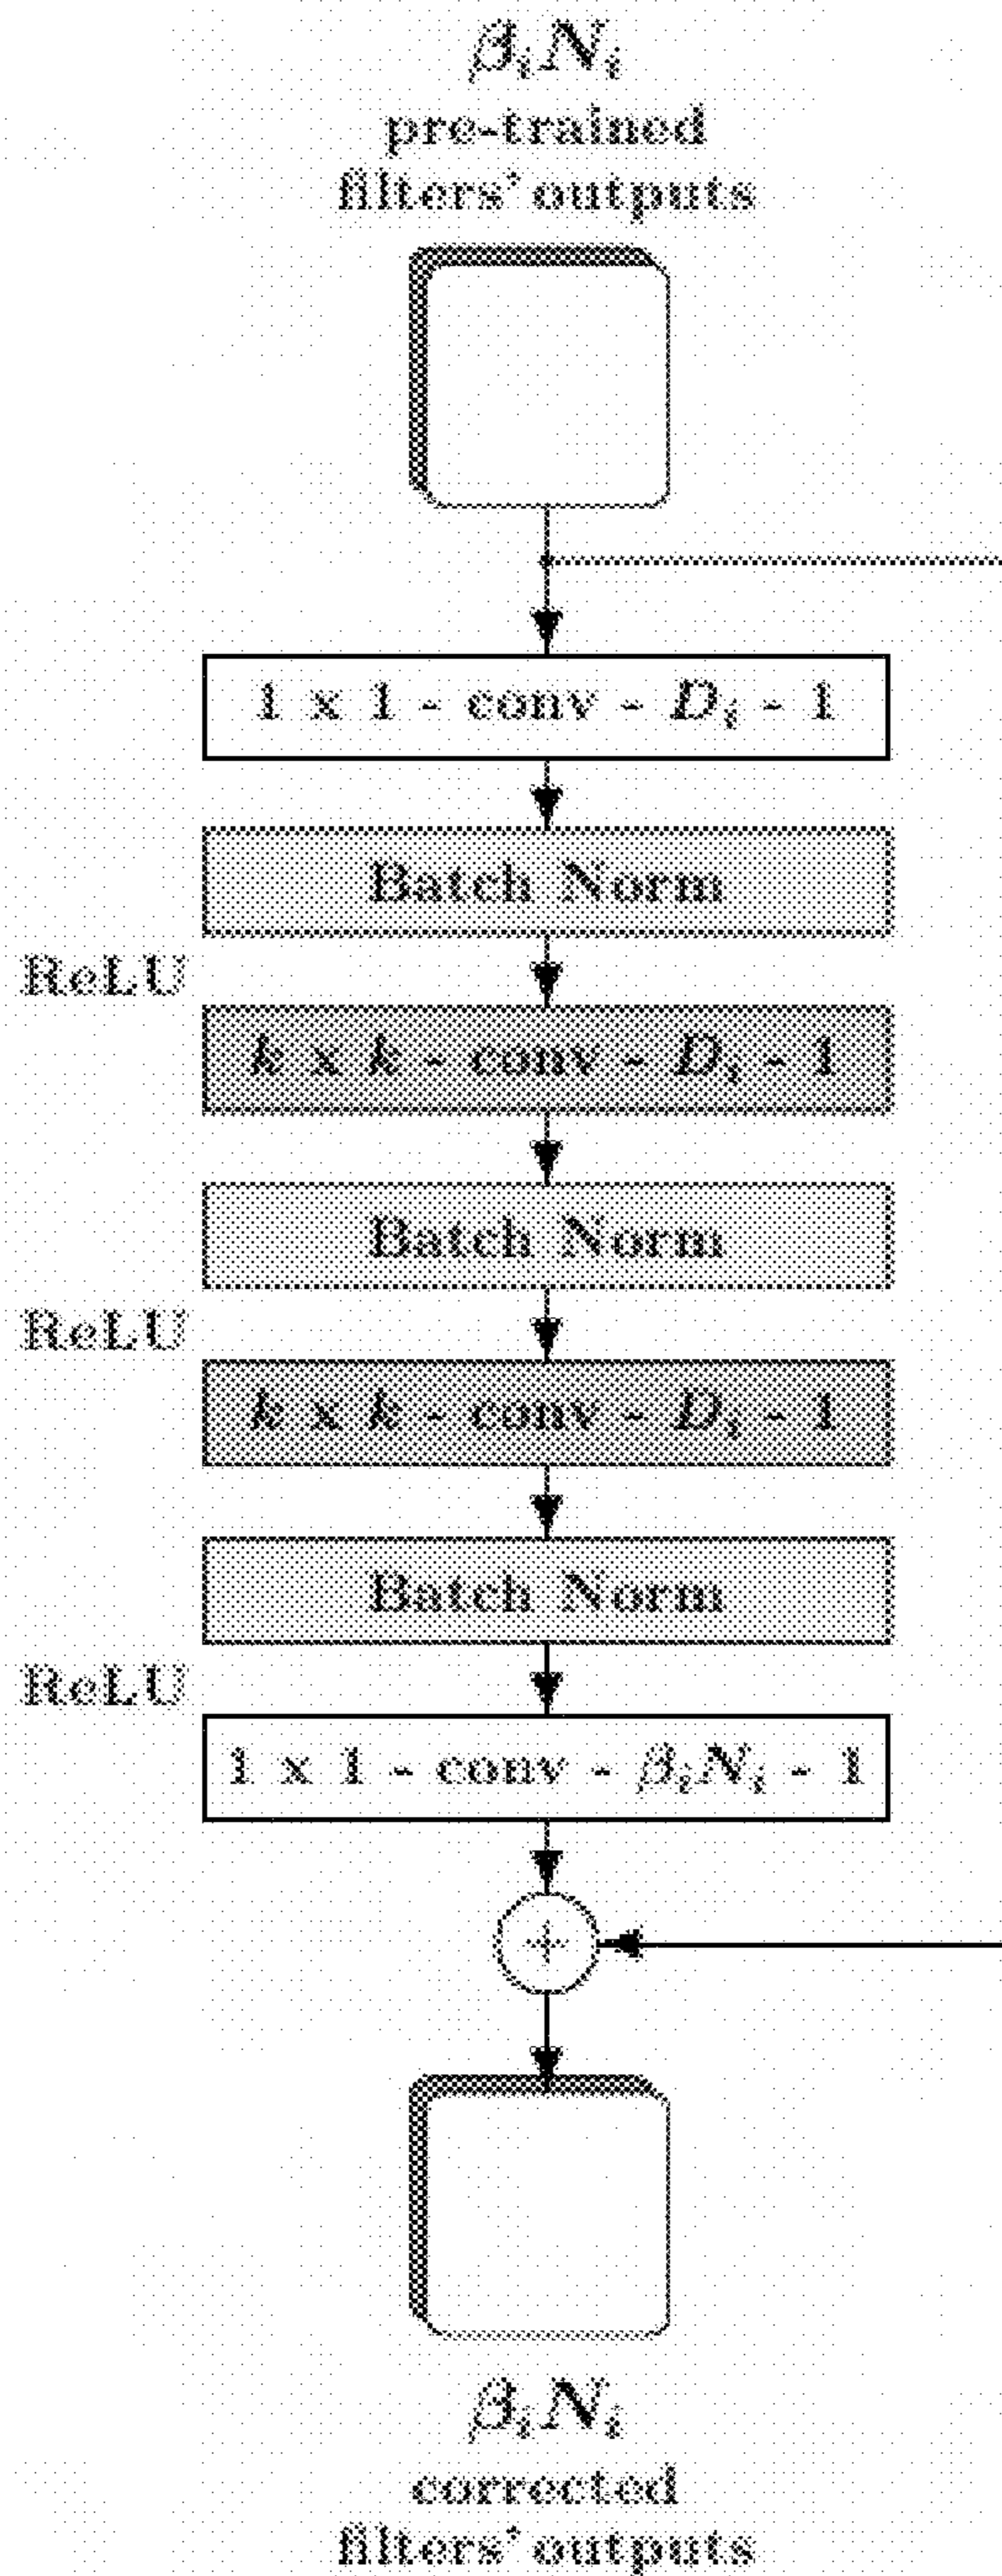 βᵢNᵢ
pre-trained
filters' outputs
1 x 1 - conv - Dᵢ - 1
Batch Norm
ReLU
k x k - conv - Dᵢ - 1
Batch Norm
ReLU
k x k - conv - Dᵢ - 1
Batch Norm
ReLU
1 x 1 - conv - βᵢNᵢ - 1
+
βᵢNᵢ
corrected
filters' outputs